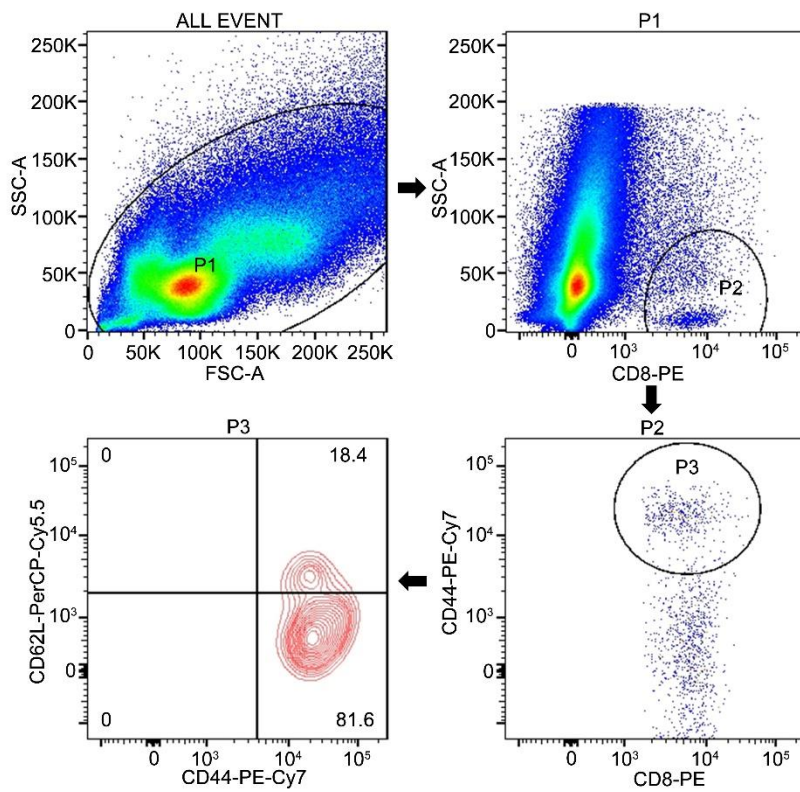 ALL EVENT
250K
200K
150K
100K
50K
0
SSC-A
P1
0 50K 100K 150K 200K 250K
FSC-A
P1
250K
200K
150K
100K
50K
0
SSC-A
P2
0 10³ 10⁴ 10⁵
CD8-PE
P3
0 18.4
10⁵
10⁴
10³
0
CD62L-PerCP-Cy5.5
0 81.6
0 10³ 10⁴ 10⁵
CD44-PE-Cy7
P2
P3
10⁵
10⁴
10³
0
CD44-PE-Cy7
0 10³ 10⁴ 10⁵
CD8-PE